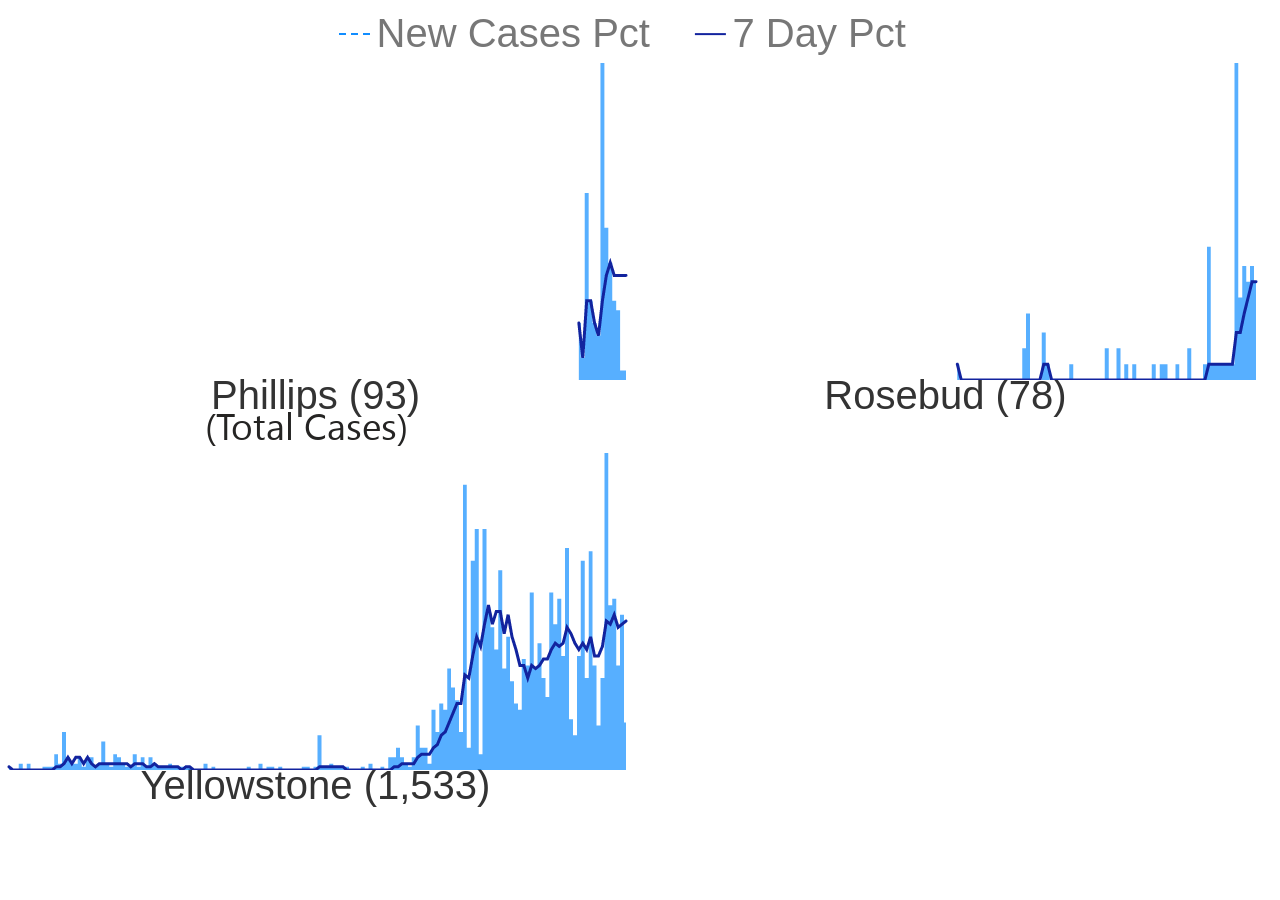 New Cases Pct 7 Day Pct
Phillips (93)
(Total Cases)
Rosebud (78)
Yellowstone (1,533)